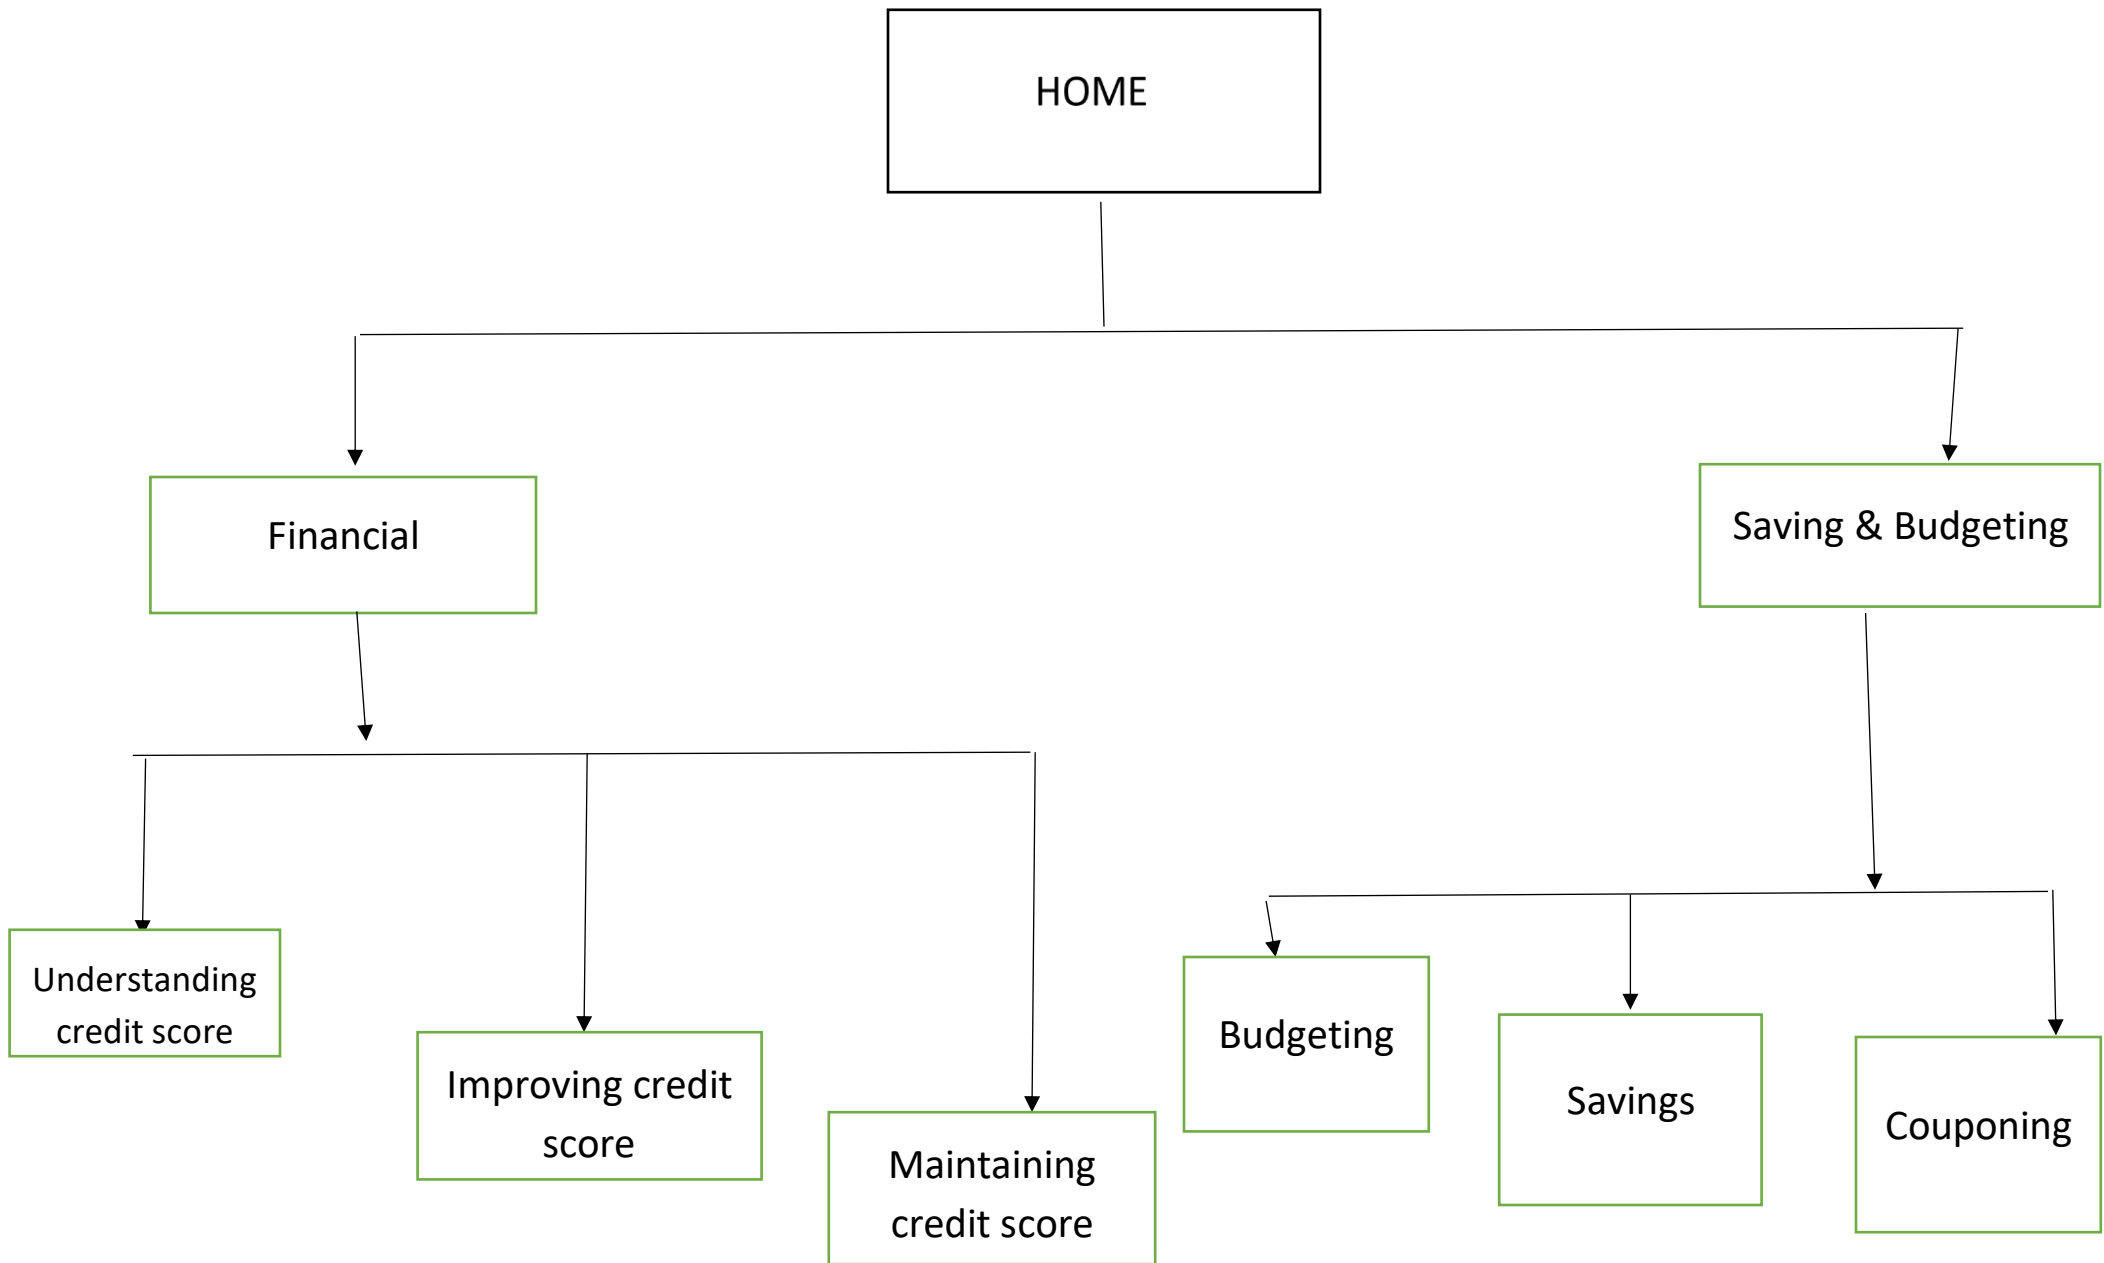 HOME
Financial
Saving & Budgeting
Understanding
credit score
Improving credit
score
Maintaining
credit score
Budgeting
Savings
Couponing